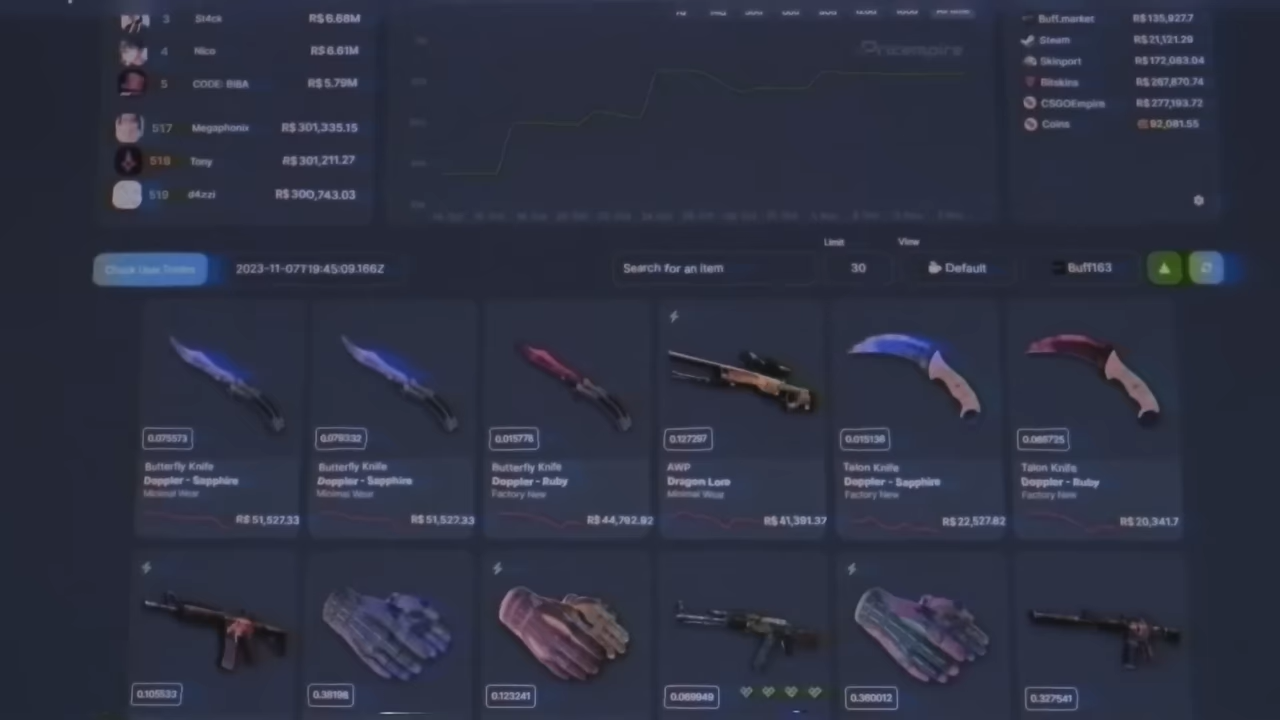 3 St4ck R$ 6.68M
4 Nico R$ 6.61M
5 CODE: BIBA R$ 5.79M
517 Megaphonix R$ 301,335.15
518 Tony R$ 301,211.27
519 d4zzi R$ 300,743.03
Pricempire
Buff.market R$ 135,927.7
Steam R$ 21,121.29
Skinport R$ 172,083.04
Bitskins R$ 267,870.74
CSGOEmpire R$ 277,193.72
Coins 92,081.55
Limit View
Check User Trades 2023-11-07T19:45:09.166Z Search for an item 30 Default Buff163
0.075573
Butterfly Knife
Doppler - Sapphire
Minimal Wear
R$ 51,527.33
Butterfly Knife
Doppler - Sapphire
Minimal Wear
R$ 51,527.33
0.015778
Butterfly Knife
Doppler - Ruby
Factory New
R$ 44,792.92
0.127297
AWP
Dragon Lore
Minimal Wear
R$ 41,391.37
0.015136
Talon Knife
Doppler - Sapphire
Factory New
R$ 22,527.82
Talon Knife
Doppler - Ruby
Factory New
R$ 20,341.7
0.105533
0.38198
0.123241
0.069949
0.360012
0.327541